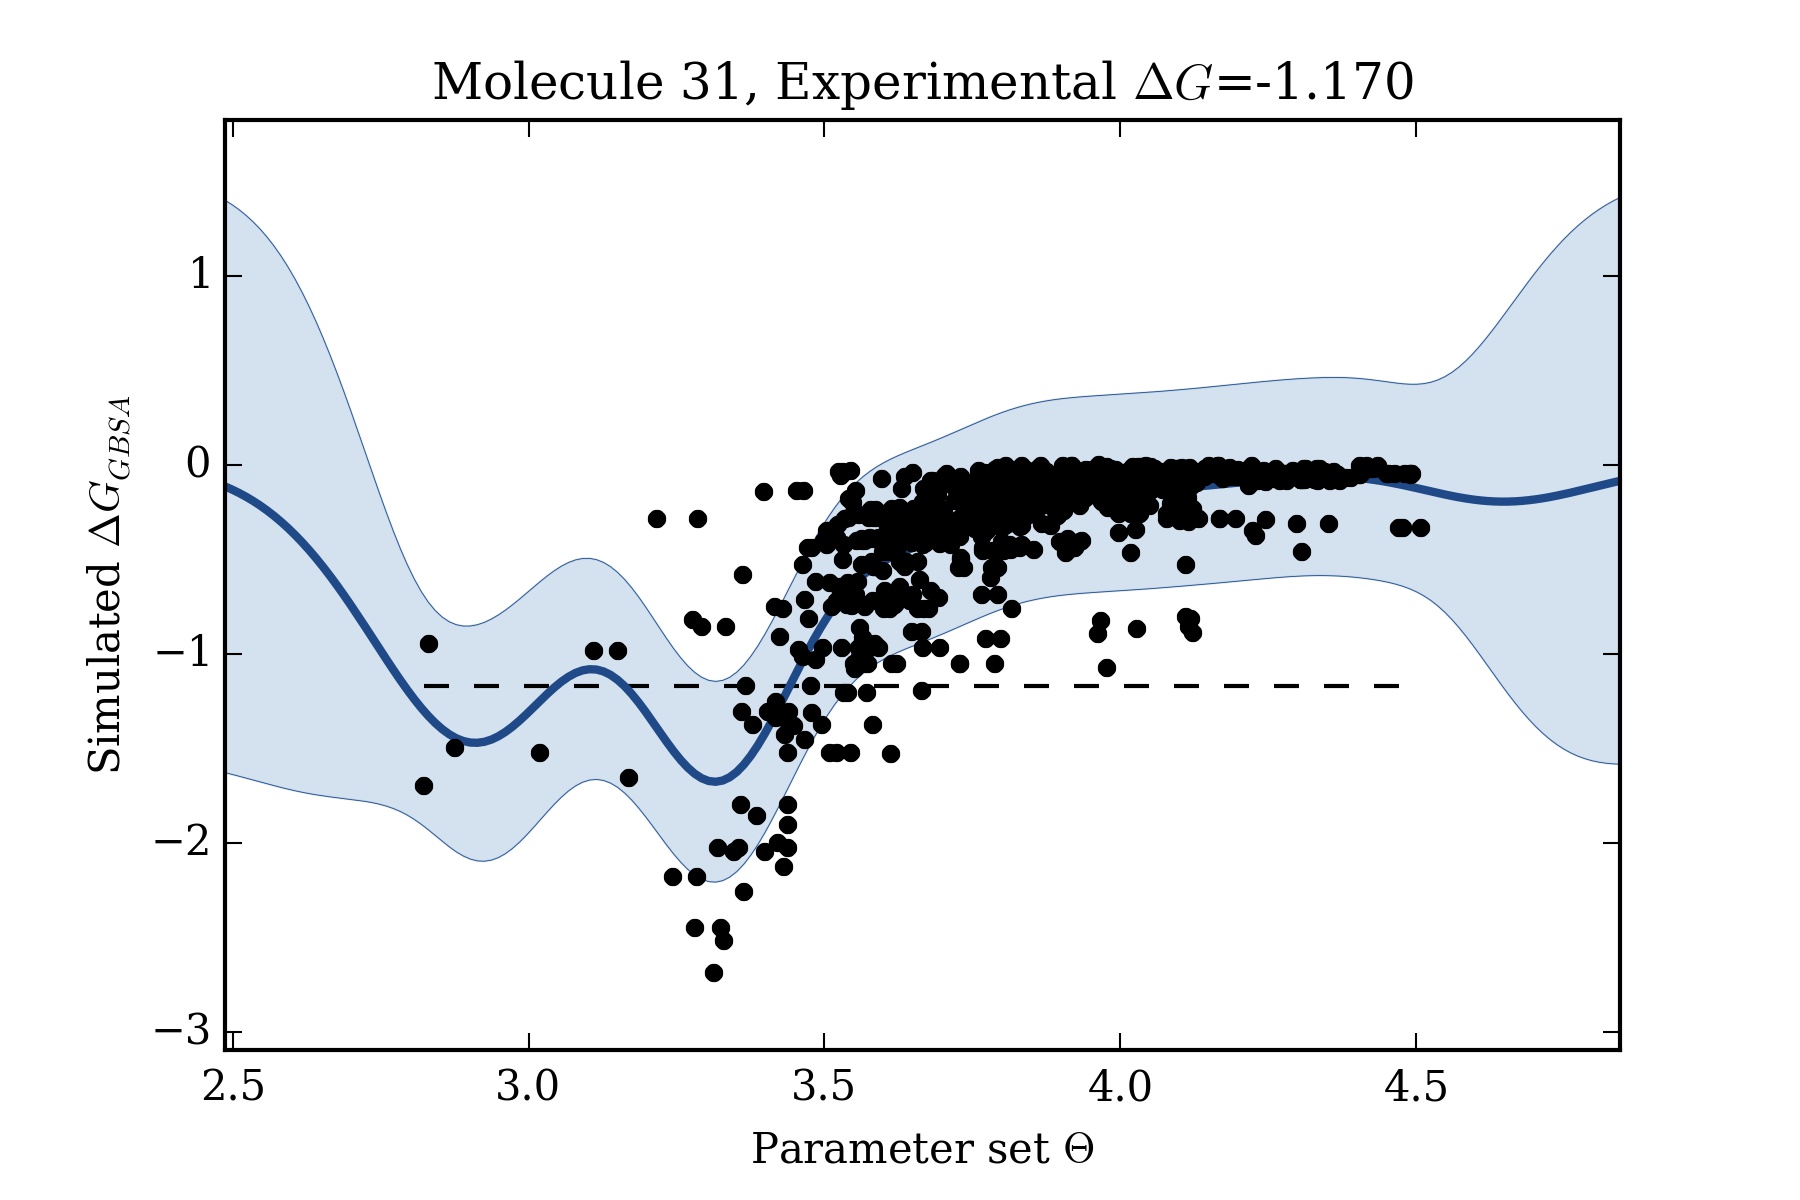 Molecule 31, Experimental ΔG=-1.170
Simulated ΔG_GBSA
1
0
−1
−2
−3
2.5 3.0 3.5 4.0 4.5
Parameter set Θ